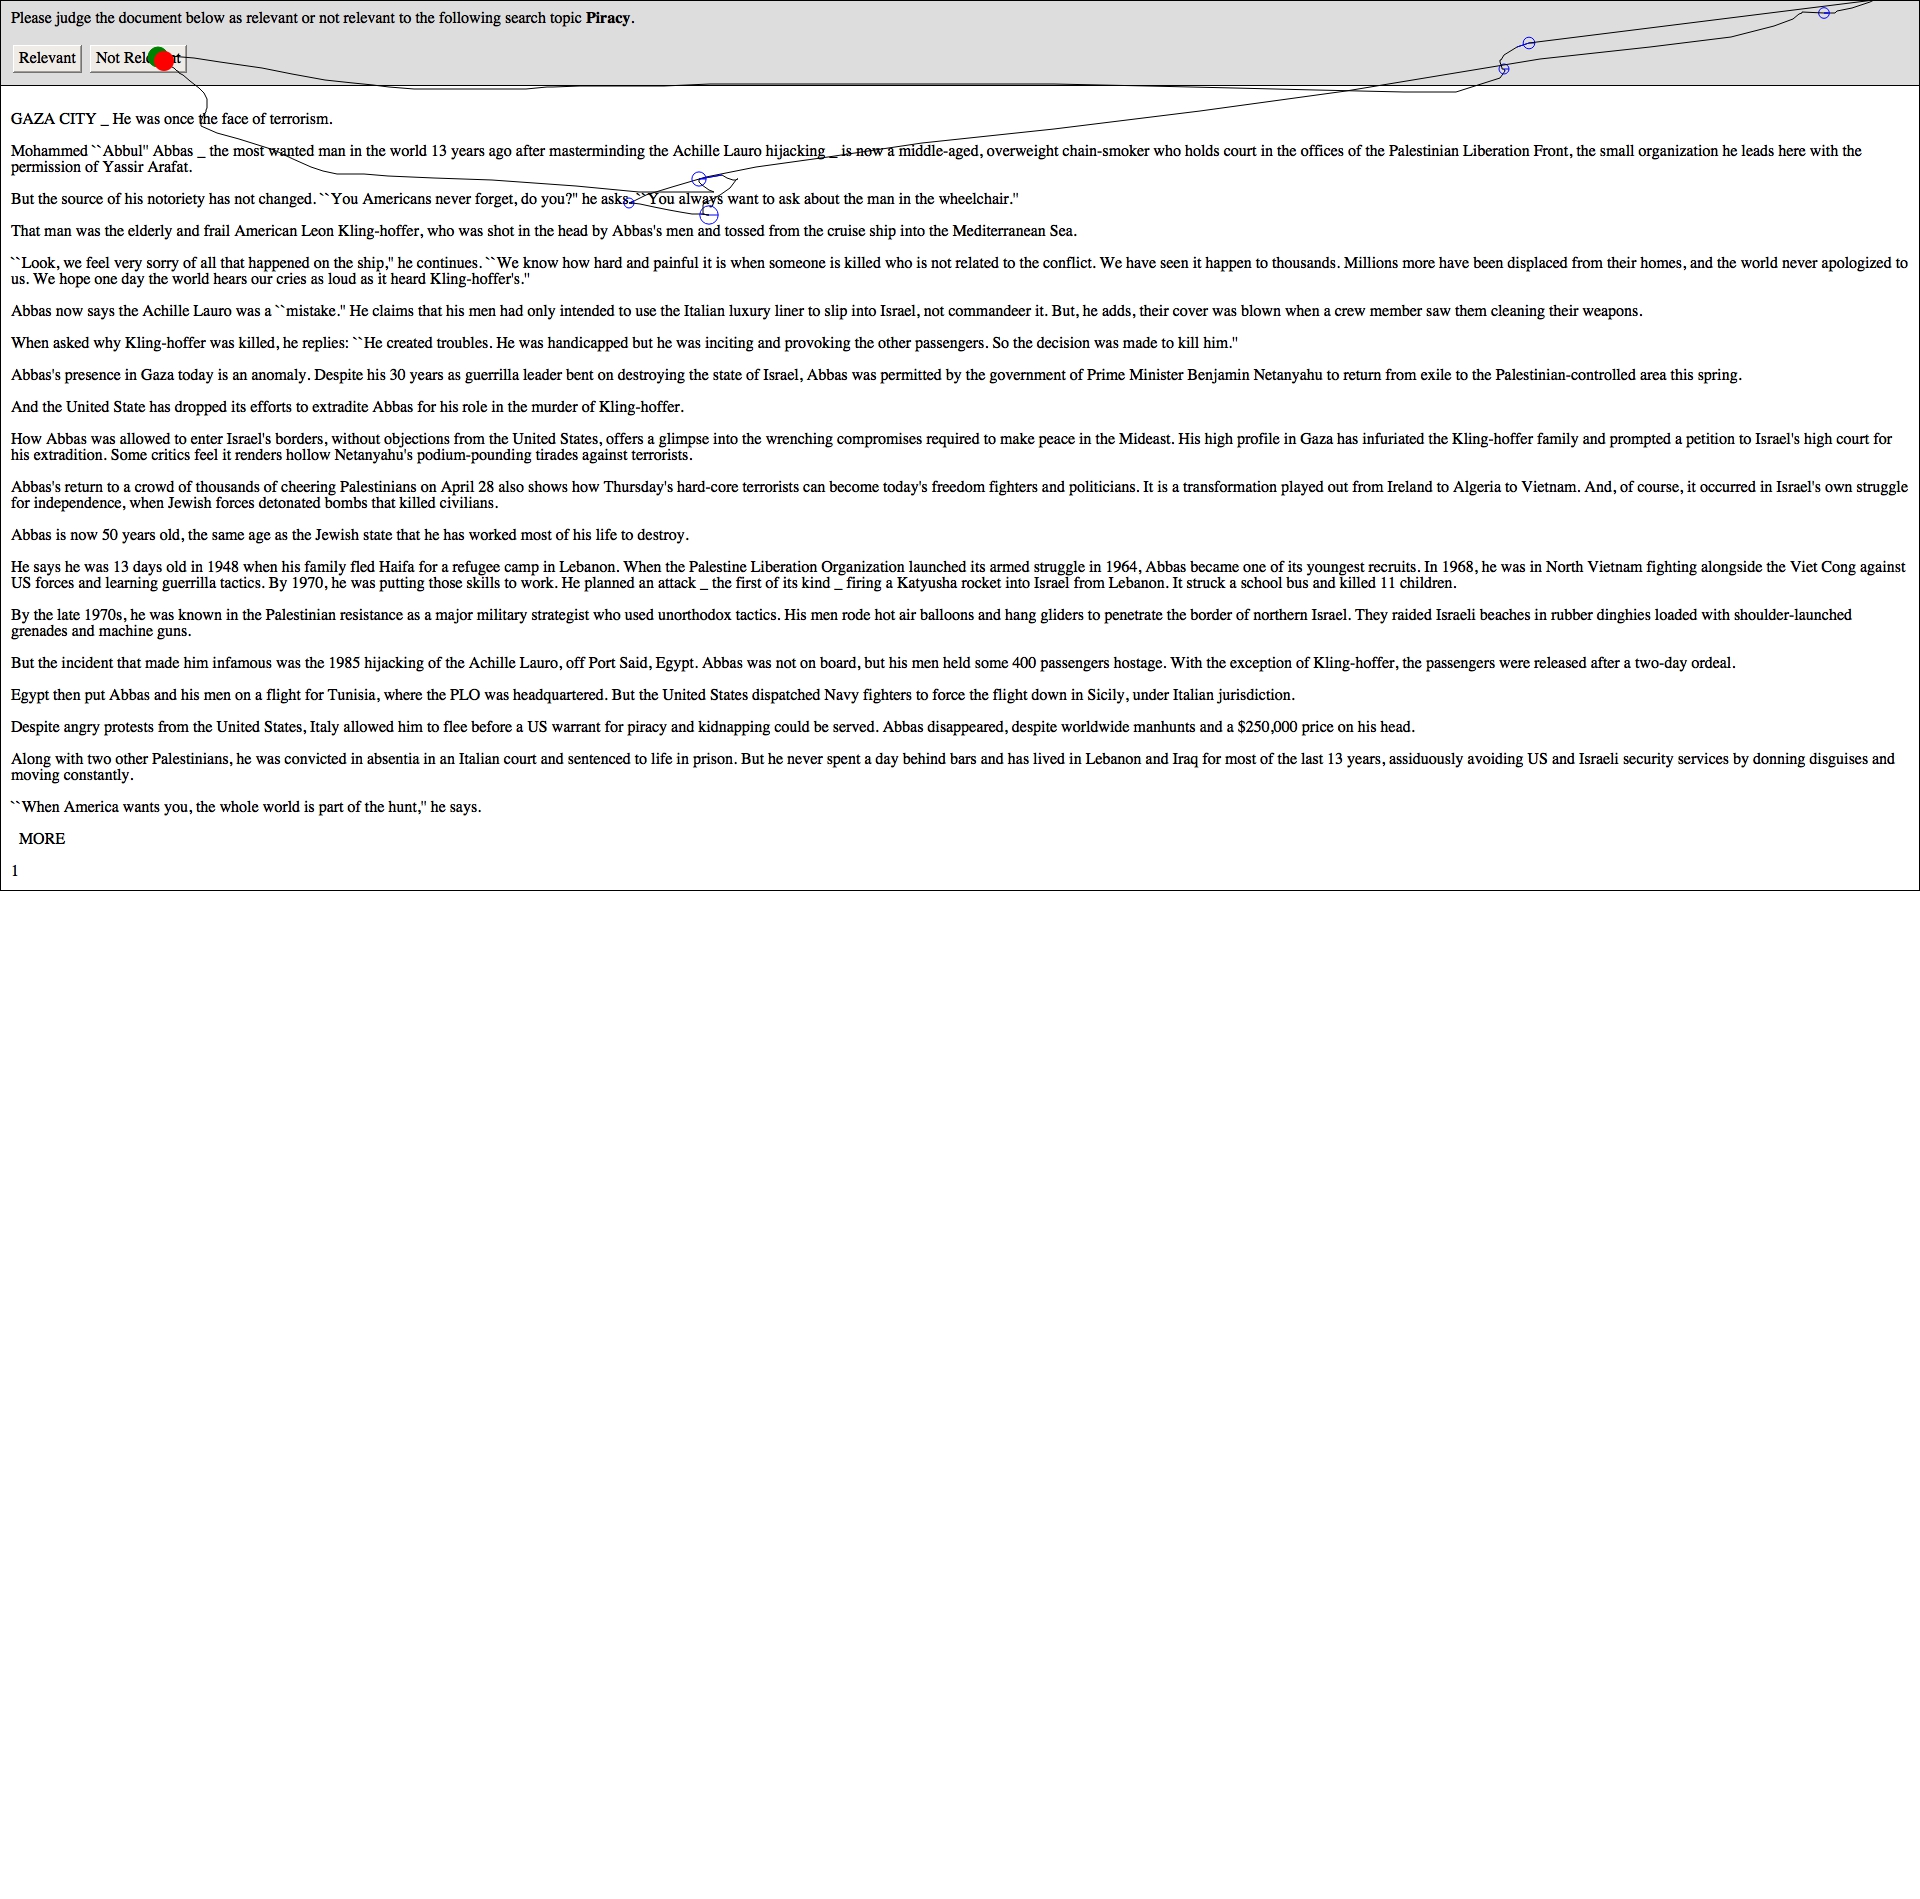 Please judge the document below as relevant or not relevant to the following search topic Piracy.
Relevant Not Relevant
GAZA CITY _ He was once the face of terrorism.
Mohammed ``Abbul'' Abbas _ the most wanted man in the world 13 years ago after masterminding the Achille Lauro hijacking _ is now a middle-aged, overweight chain-smoker who holds court in the offices of the Palestinian Liberation Front, the small organization he leads here with the
permission of Yassir Arafat.
But the source of his notoriety has not changed. ``You Americans never forget, do you?'' he asks. ``You always want to ask about the man in the wheelchair.''
That man was the elderly and frail American Leon Kling-hoffer, who was shot in the head by Abbas's men and tossed from the cruise ship into the Mediterranean Sea.
``Look, we feel very sorry of all that happened on the ship,'' he continues. ``We know how hard and painful it is when someone is killed who is not related to the conflict. We have seen it happen to thousands. Millions more have been displaced from their homes, and the world never apologized to
us. We hope one day the world hears our cries as loud as it heard Kling-hoffer's.''
Abbas now says the Achille Lauro was a ``mistake.'' He claims that his men had only intended to use the Italian luxury liner to slip into Israel, not commandeer it. But, he adds, their cover was blown when a crew member saw them cleaning their weapons.
When asked why Kling-hoffer was killed, he replies: ``He created troubles. He was handicapped but he was inciting and provoking the other passengers. So the decision was made to kill him.''
Abbas's presence in Gaza today is an anomaly. Despite his 30 years as guerrilla leader bent on destroying the state of Israel, Abbas was permitted by the government of Prime Minister Benjamin Netanyahu to return from exile to the Palestinian-controlled area this spring.
And the United State has dropped its efforts to extradite Abbas for his role in the murder of Kling-hoffer.
How Abbas was allowed to enter Israel's borders, without objections from the United States, offers a glimpse into the wrenching compromises required to make peace in the Mideast. His high profile in Gaza has infuriated the Kling-hoffer family and prompted a petition to Israel's high court for
his extradition. Some critics feel it renders hollow Netanyahu's podium-pounding tirades against terrorists.
Abbas's return to a crowd of thousands of cheering Palestinians on April 28 also shows how Thursday's hard-core terrorists can become today's freedom fighters and politicians. It is a transformation played out from Ireland to Algeria to Vietnam. And, of course, it occurred in Israel's own struggle
for independence, when Jewish forces detonated bombs that killed civilians.
Abbas is now 50 years old, the same age as the Jewish state that he has worked most of his life to destroy.
He says he was 13 days old in 1948 when his family fled Haifa for a refugee camp in Lebanon. When the Palestine Liberation Organization launched its armed struggle in 1964, Abbas became one of its youngest recruits. In 1968, he was in North Vietnam fighting alongside the Viet Cong against
US forces and learning guerrilla tactics. By 1970, he was putting those skills to work. He planned an attack _ the first of its kind _ firing a Katyusha rocket into Israel from Lebanon. It struck a school bus and killed 11 children.
By the late 1970s, he was known in the Palestinian resistance as a major military strategist who used unorthodox tactics. His men rode hot air balloons and hang gliders to penetrate the border of northern Israel. They raided Israeli beaches in rubber dinghies loaded with shoulder-launched
grenades and machine guns.
But the incident that made him infamous was the 1985 hijacking of the Achille Lauro, off Port Said, Egypt. Abbas was not on board, but his men held some 400 passengers hostage. With the exception of Kling-hoffer, the passengers were released after a two-day ordeal.
Egypt then put Abbas and his men on a flight for Tunisia, where the PLO was headquartered. But the United States dispatched Navy fighters to force the flight down in Sicily, under Italian jurisdiction.
Despite angry protests from the United States, Italy allowed him to flee before a US warrant for piracy and kidnapping could be served. Abbas disappeared, despite worldwide manhunts and a $250,000 price on his head.
Along with two other Palestinians, he was convicted in absentia in an Italian court and sentenced to life in prison. But he never spent a day behind bars and has lived in Lebanon and Iraq for most of the last 13 years, assiduously avoiding US and Israeli security services by donning disguises and
moving constantly.
``When America wants you, the whole world is part of the hunt,'' he says.
MORE
1